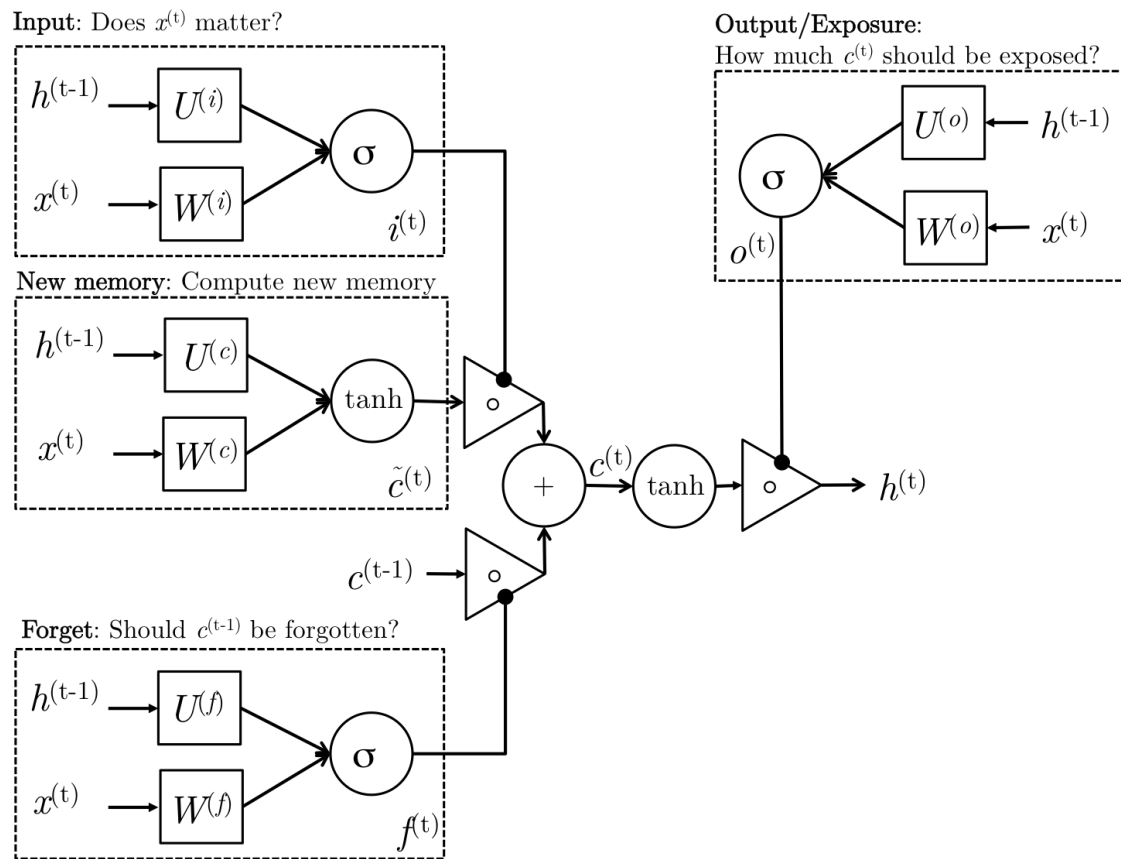 Input: Does x⁽ᵗ⁾ matter?
h⁽ᵗ⁻¹⁾
U⁽ⁱ⁾
σ
x⁽ᵗ⁾
W⁽ⁱ⁾
i⁽ᵗ⁾
New memory: Compute new memory
h⁽ᵗ⁻¹⁾
U⁽ᶜ⁾
tanh
x⁽ᵗ⁾
W⁽ᶜ⁾
c̃⁽ᵗ⁾
∘
+
c⁽ᵗ⁾
tanh
∘
h⁽ᵗ⁾
c⁽ᵗ⁻¹⁾
∘
Forget: Should c⁽ᵗ⁻¹⁾ be forgotten?
h⁽ᵗ⁻¹⁾
U⁽ᶠ⁾
σ
x⁽ᵗ⁾
W⁽ᶠ⁾
f⁽ᵗ⁾
Output/Exposure:
How much c⁽ᵗ⁾ should be exposed?
U⁽ᵒ⁾
h⁽ᵗ⁻¹⁾
σ
W⁽ᵒ⁾
x⁽ᵗ⁾
o⁽ᵗ⁾